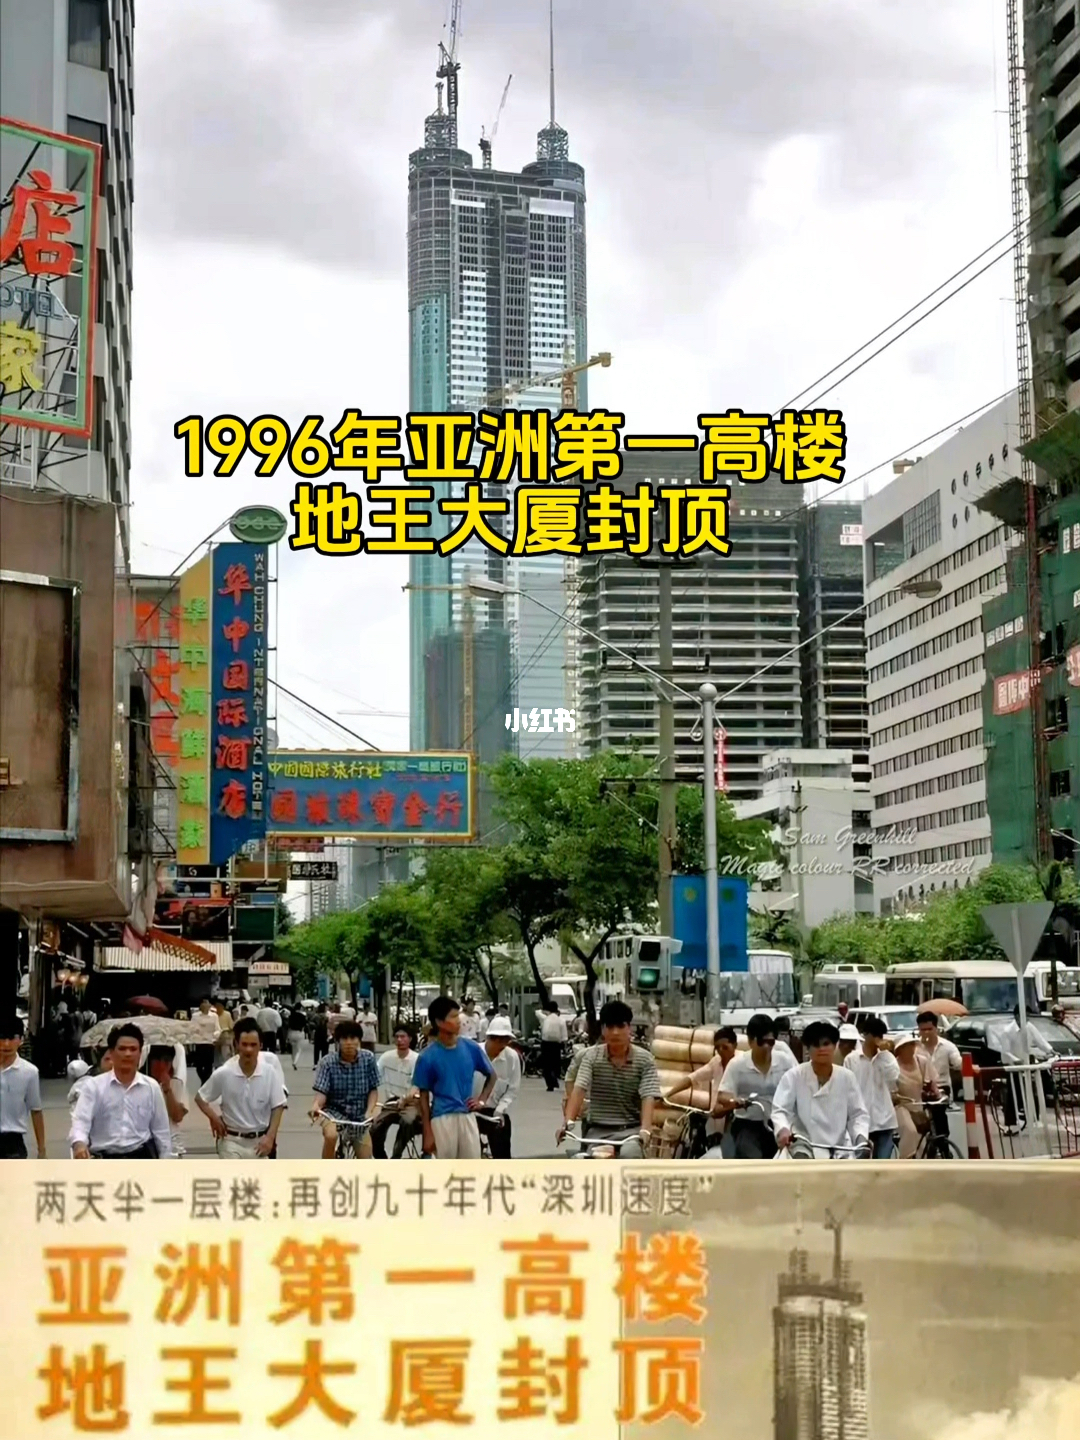 1996年亚洲第一高楼
地王大厦封顶
店
家
华中国际酒店
WAH CHUNG INTERNATIONAL HOTEL
华中海鲜酒家
中国国际旅行社
国旅珠宝金行
小红书
Sam Greenhill
Magic colour RR corrected
两天半一层楼:再创九十年代“深圳速度”
亚洲第一高楼
地王大厦封顶